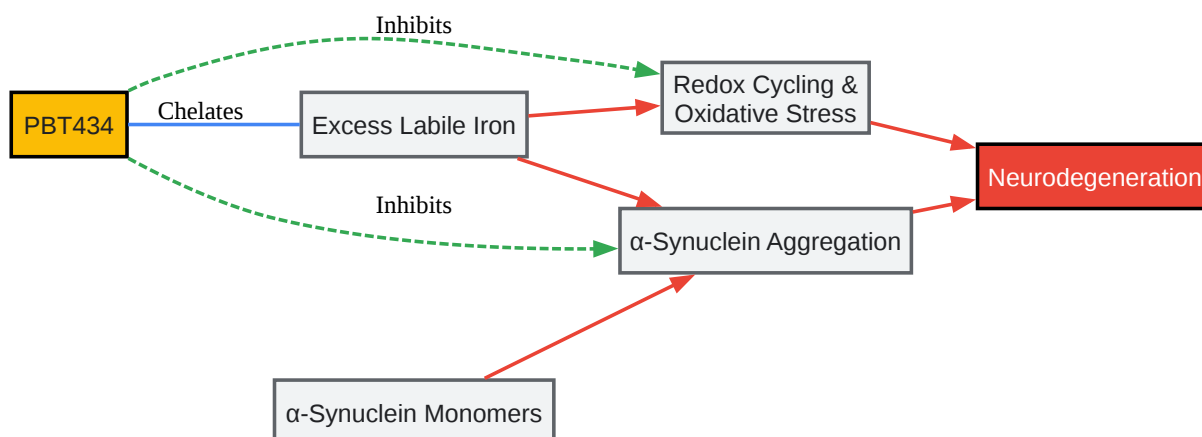 Inhibits
PBT434
Chelates
Excess Labile Iron
Redox Cycling &
Oxidative Stress
Neurodegeneration
Inhibits
α-Synuclein Aggregation
α-Synuclein Monomers